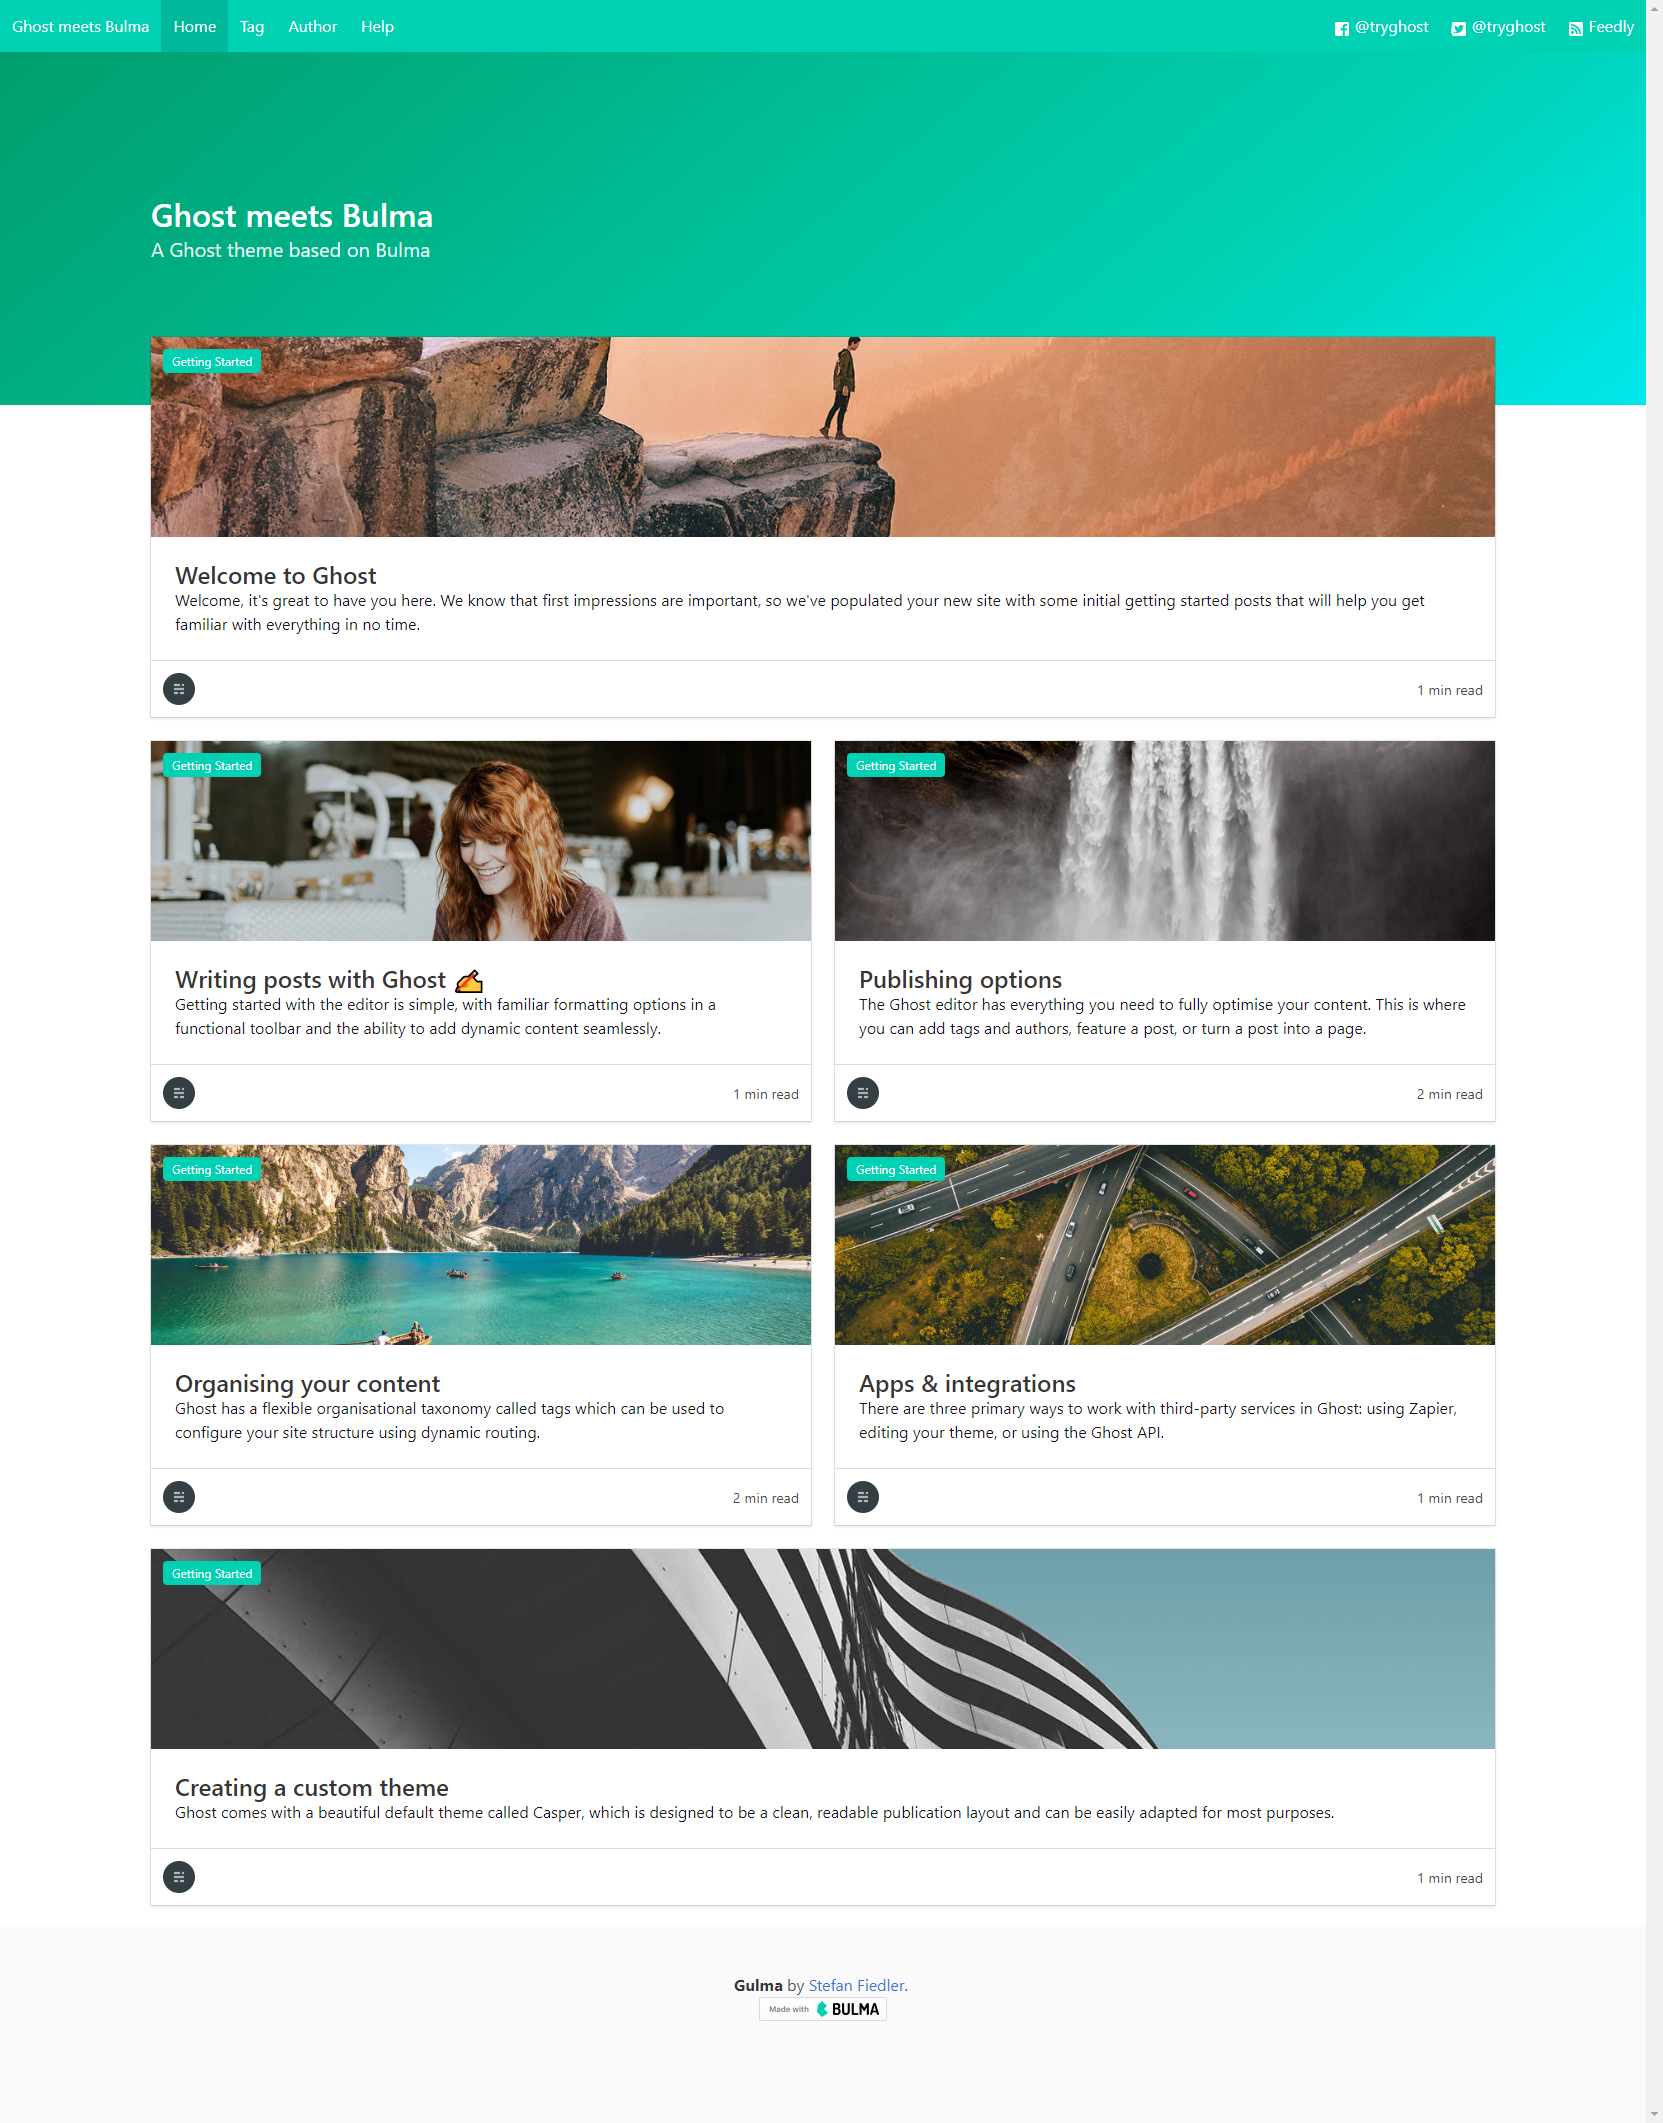 Ghost meets Bulma Home Tag Author Help @tryghost @tryghost Feedly
Ghost meets Bulma
A Ghost theme based on Bulma
Getting Started
Welcome to Ghost
Welcome, it's great to have you here. We know that first impressions are important, so we've populated your new site with some initial getting started posts that will help you get
familiar with everything in no time.
1 min read
Getting Started
Writing posts with Ghost ✍️
Getting started with the editor is simple, with familiar formatting options in a
functional toolbar and the ability to add dynamic content seamlessly.
1 min read
Getting Started
Publishing options
The Ghost editor has everything you need to fully optimise your content. This is where
you can add tags and authors, feature a post, or turn a post into a page.
2 min read
Getting Started
Organising your content
Ghost has a flexible organisational taxonomy called tags which can be used to
configure your site structure using dynamic routing.
2 min read
Getting Started
Apps & integrations
There are three primary ways to work with third-party services in Ghost: using Zapier,
editing your theme, or using the Ghost API.
1 min read
Getting Started
Creating a custom theme
Ghost comes with a beautiful default theme called Casper, which is designed to be a clean, readable publication layout and can be easily adapted for most purposes.
1 min read
Gulma by Stefan Fiedler.
Made with BULMA